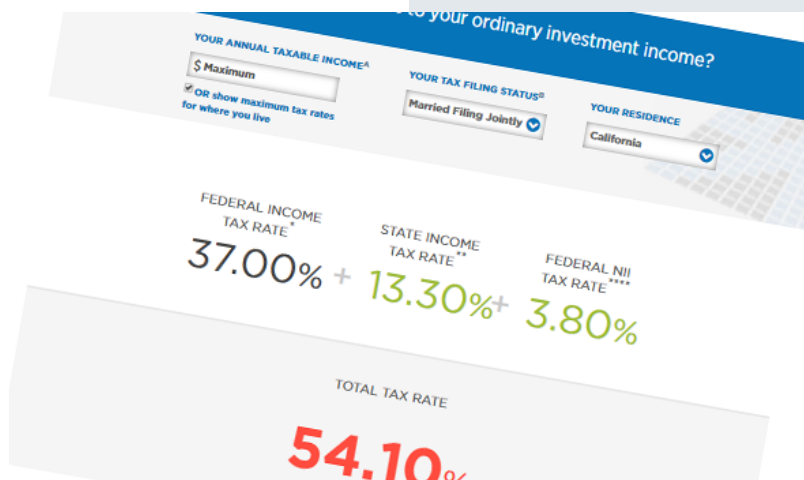 to your ordinary investment income?
YOUR ANNUAL TAXABLE INCOMEᴬ
$ Maximum
OR show maximum tax rates
for where you live
YOUR TAX FILING STATUSᴮ
Married Filing Jointly
YOUR RESIDENCE
California
FEDERAL INCOME
TAX RATE*
37.00%
+
STATE INCOME
TAX RATE**
13.30%
+
FEDERAL NII
TAX RATE****
3.80%
TOTAL TAX RATE
54.10%